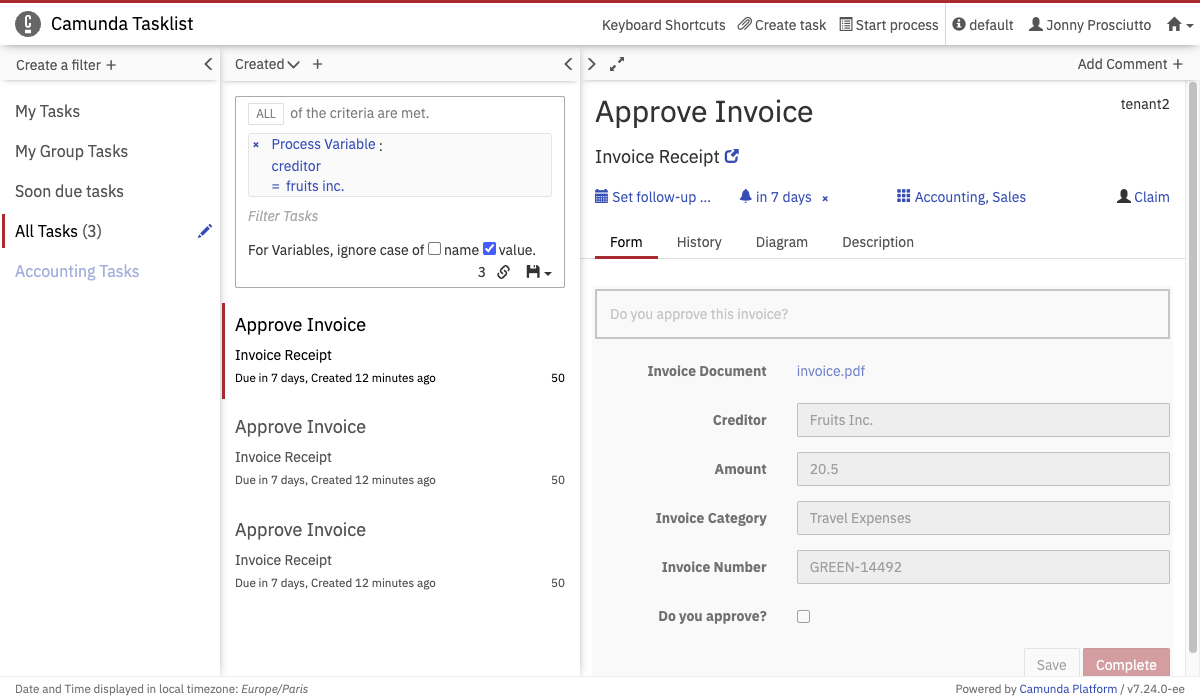 Camunda Tasklist
Keyboard Shortcuts Create task Start process default Jonny Prosciutto
Create a filter +
My Tasks
My Group Tasks
Soon due tasks
All Tasks (3)
Accounting Tasks
Created +
ALL of the criteria are met.
× Process Variable :
creditor
= fruits inc.
Filter Tasks
For Variables, ignore case of name value.
3
Approve Invoice
Invoice Receipt
Due in 7 days, Created 12 minutes ago 50
Approve Invoice
Invoice Receipt
Due in 7 days, Created 12 minutes ago 50
Approve Invoice
Invoice Receipt
Due in 7 days, Created 12 minutes ago 50
Add Comment +
Approve Invoice tenant2
Invoice Receipt
Set follow-up ... in 7 days × Accounting, Sales Claim
Form History Diagram Description
Do you approve this invoice?
Invoice Document invoice.pdf
Creditor Fruits Inc.
Amount 20.5
Invoice Category Travel Expenses
Invoice Number GREEN-14492
Do you approve?
Save Complete
Date and Time displayed in local timezone: Europe/Paris
Powered by Camunda Platform / v7.24.0-ee